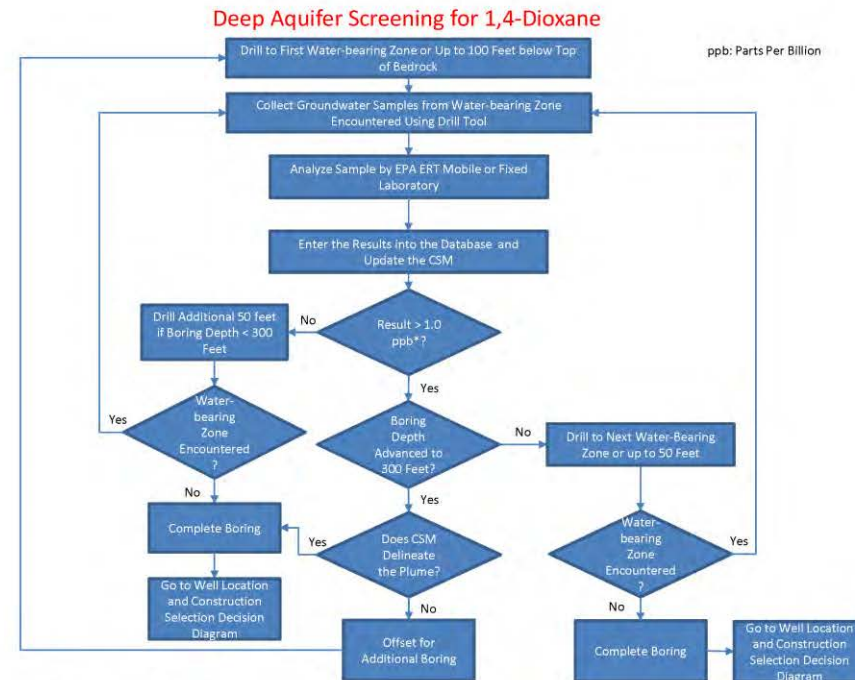 Deep Aquifer Screening for 1,4-Dioxane
ppb: Parts Per Billion
Drill to First Water-bearing Zone or Up to 100 Feet below Top
of Bedrock
Collect Groundwater Samples from Water-bearing Zone
Encountered Using Drill Tool
Analyze Sample by EPA ERT Mobile or Fixed
Laboratory
Enter the Results into the Database and
Update the CSM
Result > 1.0
ppb*?
No
Drill Additional 50 feet
if Boring Depth < 300
Feet
Water-
bearing
Zone
Encountered
?
Yes
No
Yes
Boring
Depth
Advanced to
300 Feet?
No
Drill to Next Water-Bearing
Zone or up to 50 Feet
Yes
Complete Boring
Yes
Does CSM
Delineate
the Plume?
Water-
bearing
Zone
Encountered
?
Yes
Go to Well Location
and Construction
Selection Decision
Diagram
No
Offset for
Additional Boring
No
Complete Boring
Go to Well Location
and Construction
Selection Decision
Diagram